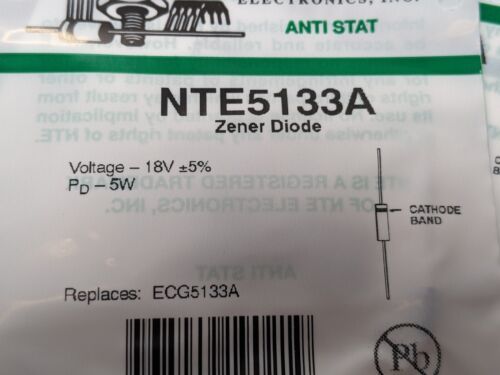 ELECTRONICS, INC.
ANTI STAT
NTE5133A
Zener Diode
Voltage – 18V ±5%
PD – 5W
CATHODE
BAND
Replaces: ECG5133A
Pb